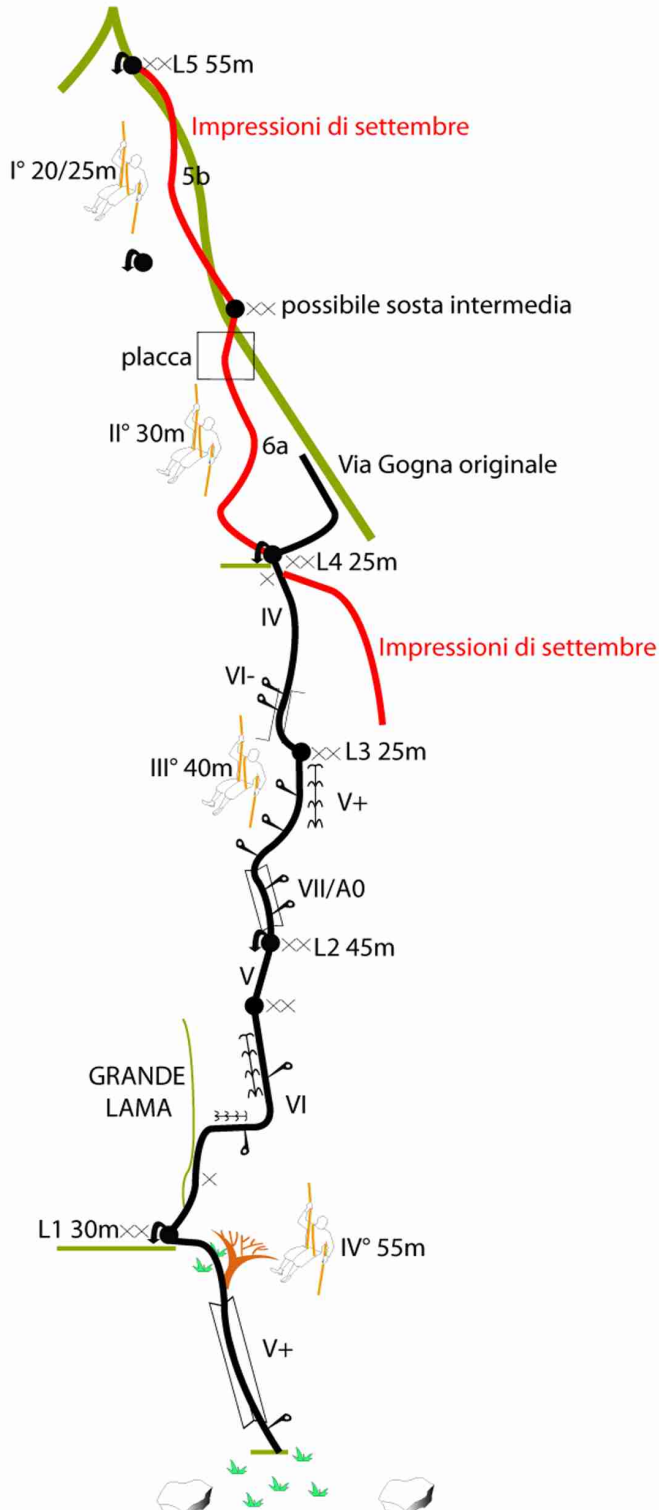 L5 55m
Impressioni di settembre
I° 20/25m
5b
possibile sosta intermedia
placca
II° 30m
6a
Via Gogna originale
L4 25m
IV
Impressioni di settembre
VI-
L3 25m
III° 40m
V+
VII/A0
L2 45m
V
GRANDE
LAMA
VI
L1 30m
IV° 55m
V+